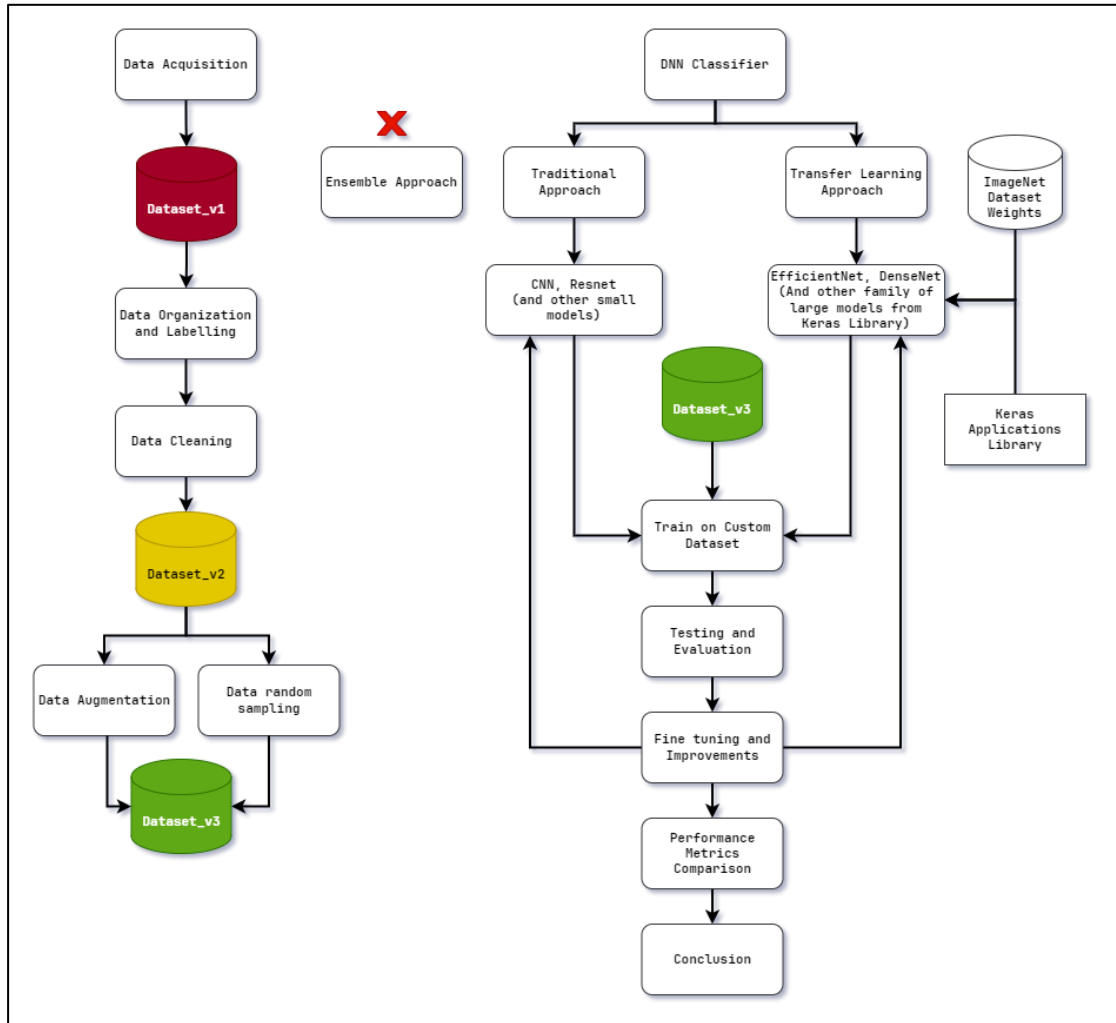 Data Acquisition
Dataset_v1
Data Organization
and Labelling
Data Cleaning
Dataset_v2
Data Augmentation
Data random
sampling
Dataset_v3
Ensemble Approach
DNN Classifier
Traditional
Approach
Transfer Learning
Approach
ImageNet
Dataset
Weights
CNN, Resnet
(and other small
models)
EfficientNet, DenseNet
(And other family of
large models from
Keras Library)
Keras
Applications
Library
Dataset_v3
Train on Custom
Dataset
Testing and
Evaluation
Fine tuning and
Improvements
Performance
Metrics
Comparison
Conclusion